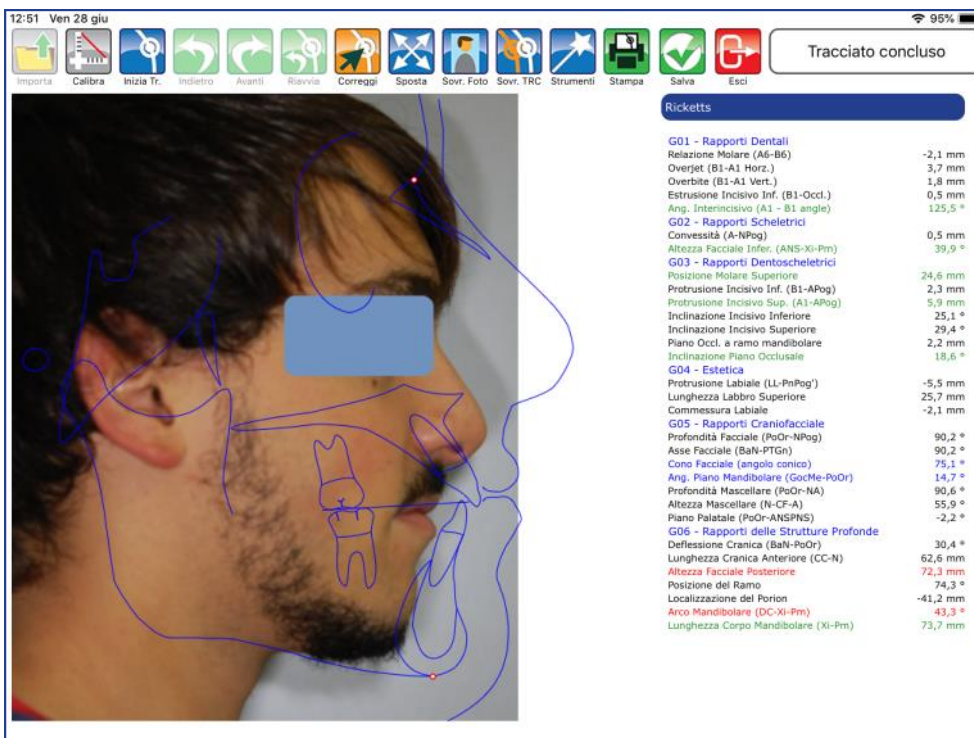 12:51 Ven 28 giu 95%
Importa Calibra Inizia Tr. Indietro Avanti Riavvia Correggi Sposta Sovr. Foto Sovr. TRC Strumenti Stampa Salva Esci
Tracciato concluso
Ricketts
G01 - Rapporti Dentali
Relazione Molare (A6-B6) -2,1 mm
Overjet (B1-A1 Horz.) 3,7 mm
Overbite (B1-A1 Vert.) 1,8 mm
Estrusione Incisivo Inf. (B1-Occl.) 0,5 mm
Ang. Interincisivo (A1 - B1 angle) 125,5 °
G02 - Rapporti Scheletrici
Convessità (A-NPog) 0,5 mm
Altezza Facciale Infer. (ANS-Xi-Pm) 39,9 °
G03 - Rapporti Dentoscheletrici
Posizione Molare Superiore 24,6 mm
Protrusione Incisivo Inf. (B1-APog) 2,3 mm
Protrusione Incisivo Sup. (A1-APog) 5,9 mm
Inclinazione Incisivo Inferiore 25,1 °
Inclinazione Incisivo Superiore 29,4 °
Piano Occl. a ramo mandibolare 2,2 mm
Inclinazione Piano Occlusale 18,6 °
G04 - Estetica
Protrusione Labiale (LL-PnPog') -5,5 mm
Lunghezza Labbro Superiore 25,7 mm
Commessura Labiale -2,1 mm
G05 - Rapporti Craniofacciale
Profondità Facciale (PoOr-NPog) 90,2 °
Asse Facciale (BaN-PTGn) 90,2 °
Cono Facciale (angolo conico) 75,1 °
Ang. Piano Mandibolare (GocMe-PoOr) 14,7 °
Profondità Mascellare (PoOr-NA) 90,6 °
Altezza Mascellare (N-CF-A) 55,9 °
Piano Palatale (PoOr-ANSPNS) -2,2 °
G06 - Rapporti delle Strutture Profonde
Deflessione Cranica (BaN-PoOr) 30,4 °
Lunghezza Cranica Anteriore (CC-N) 62,6 mm
Altezza Facciale Posteriore 72,3 mm
Posizione del Ramo 74,3 °
Localizzazione del Porion -41,2 mm
Arco Mandibolare (DC-Xi-Pm) 43,3 °
Lunghezza Corpo Mandibolare (Xi-Pm) 73,7 mm